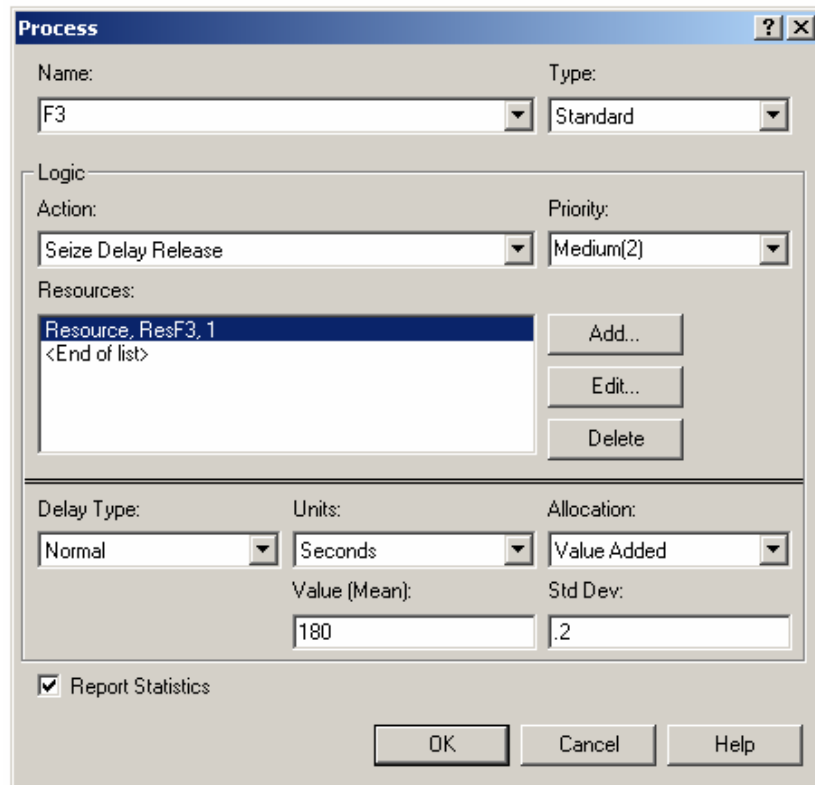 Process
Name: Type:
F3 Standard
Logic
Action: Priority:
Seize Delay Release Medium(2)
Resources:
Resource, ResF3, 1
<End of list>
Add...
Edit...
Delete
Delay Type: Units: Allocation:
Normal Seconds Value Added
Value (Mean): Std Dev:
180 .2
Report Statistics
OK Cancel Help